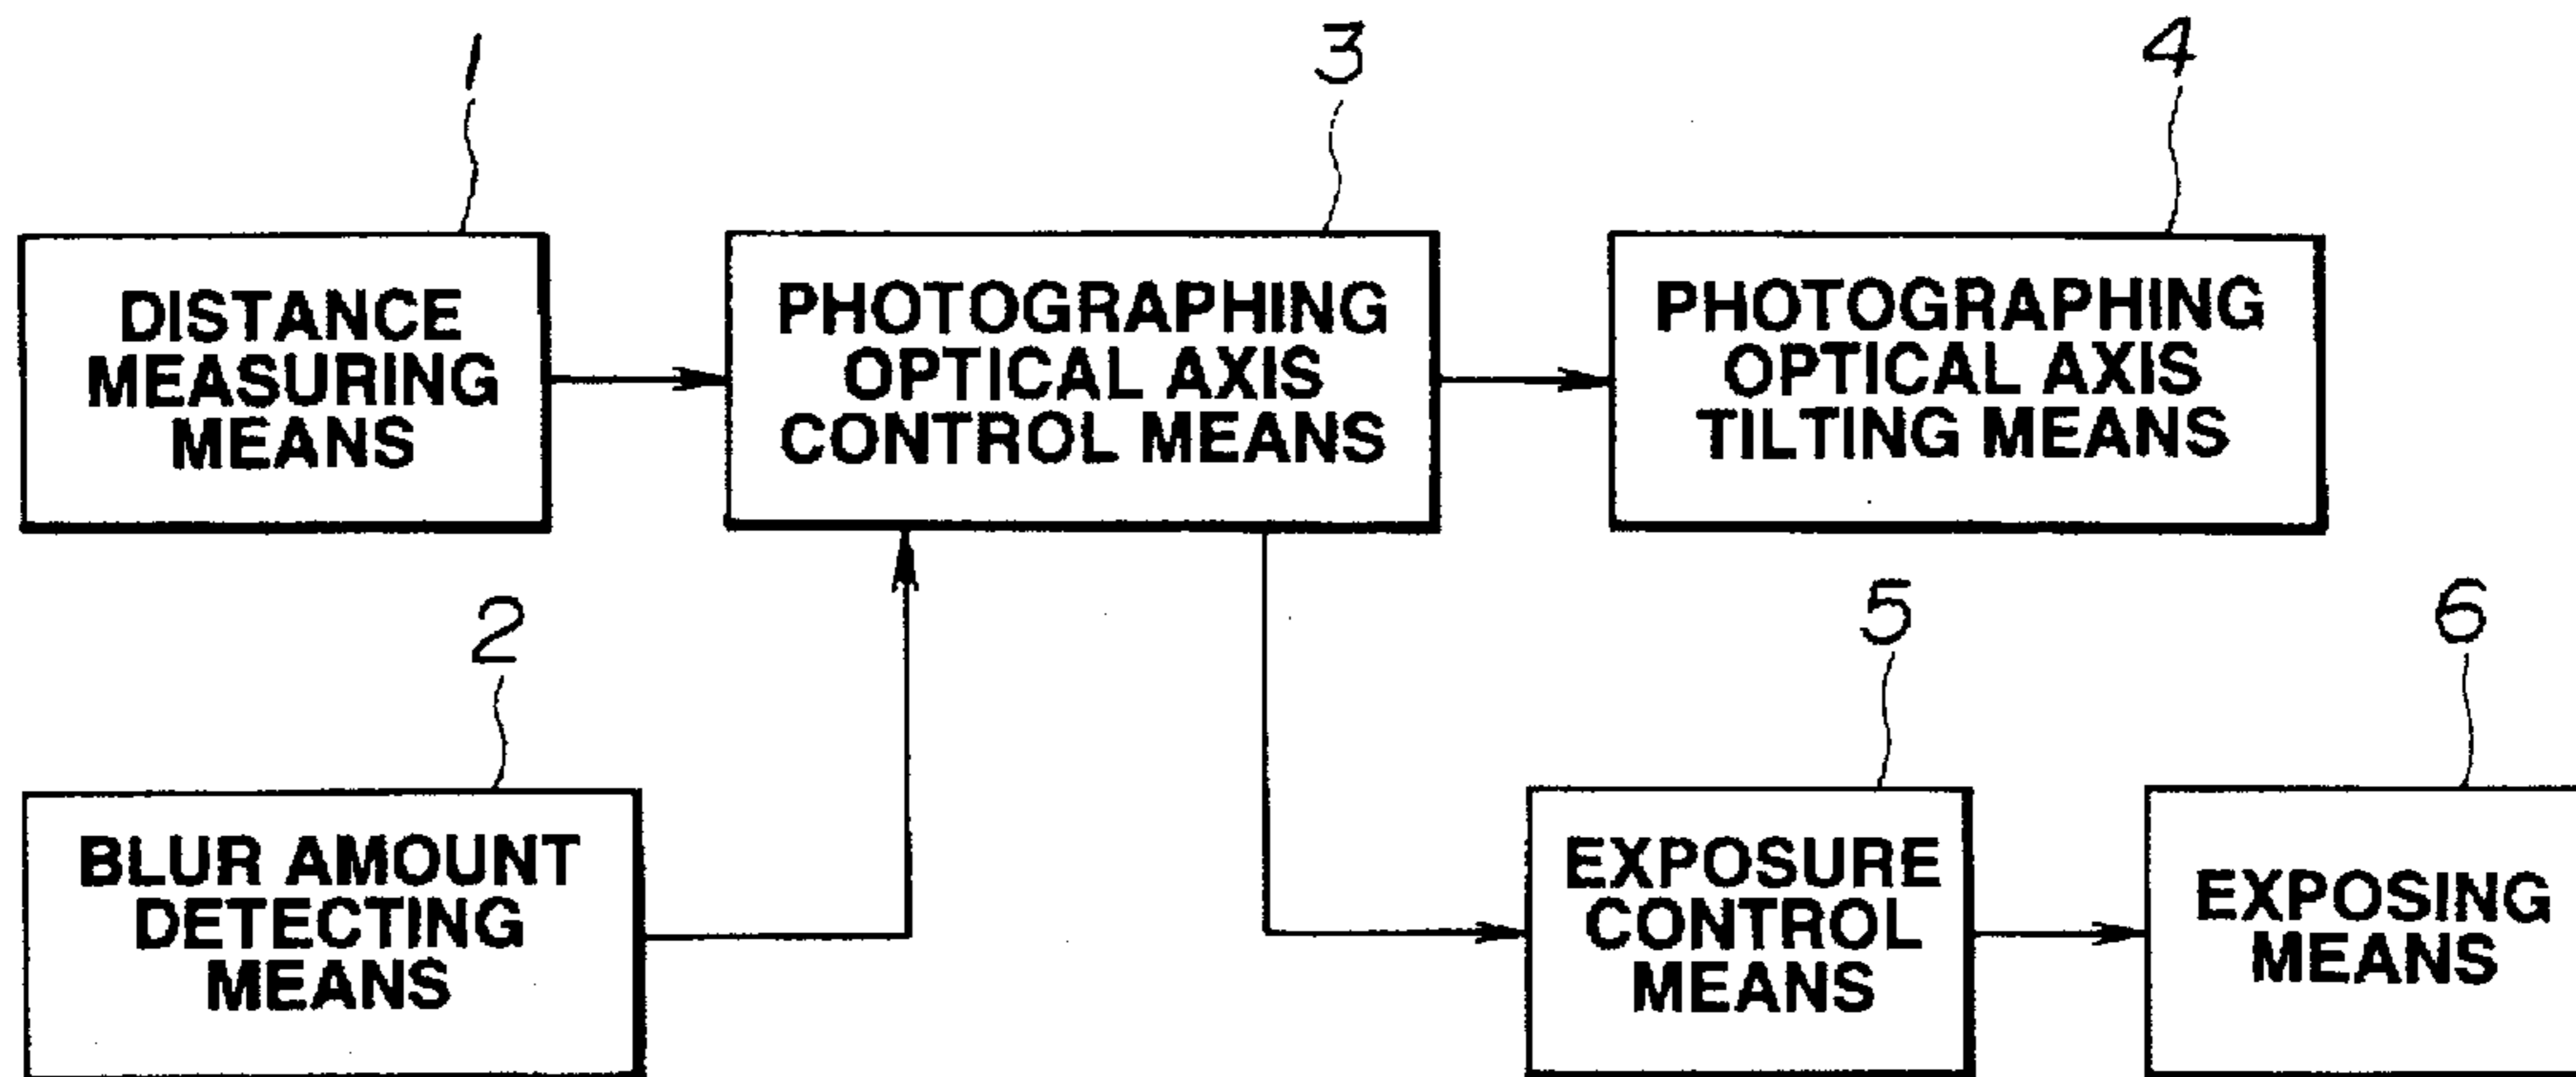 1
DISTANCE
MEASURING
MEANS
3
PHOTOGRAPHING
OPTICAL AXIS
CONTROL MEANS
4
PHOTOGRAPHING
OPTICAL AXIS
TILTING MEANS
2
BLUR AMOUNT
DETECTING
MEANS
5
EXPOSURE
CONTROL
MEANS
6
EXPOSING
MEANS